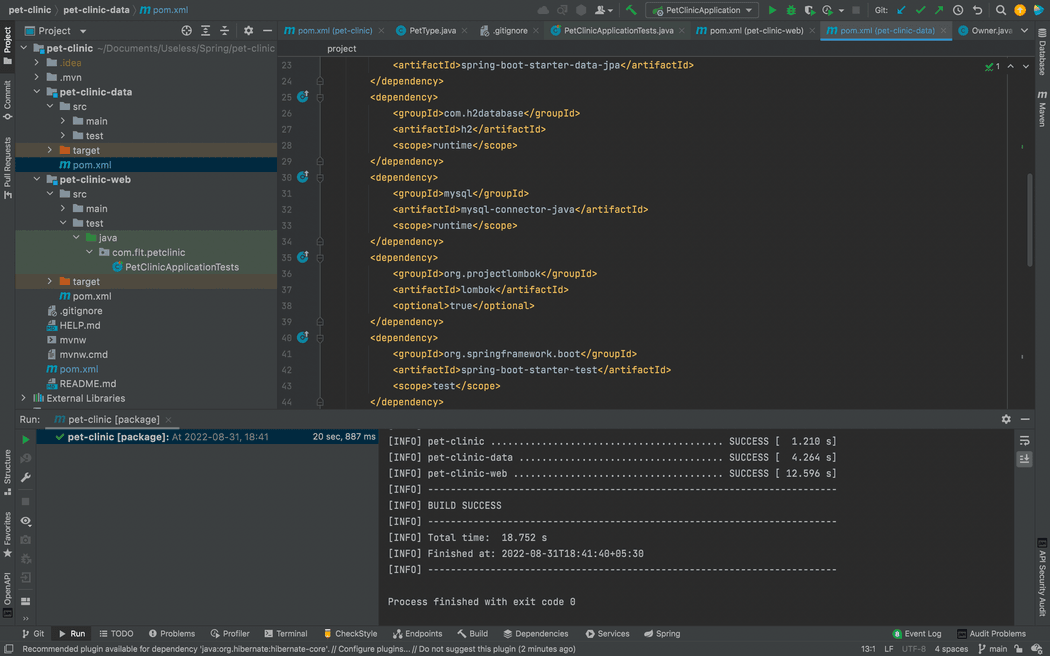 pet-clinic › pet-clinic-data › pom.xml
PetClinicApplication
Git:
Project
pom.xml (pet-clinic)
PetType.java
.gitignore
PetClinicApplicationTests.java
pom.xml (pet-clinic-web)
pom.xml (pet-clinic-data)
Owner.java
project
Project
Commit
Pull Requests
Structure
Favorites
OpenAPI
Database
Maven
API Security Audit
pet-clinic ~/Documents/Useless/Spring/pet-clinic
.idea
.mvn
pet-clinic-data
src
main
test
target
pom.xml
pet-clinic-web
src
main
test
java
com.flt.petclinic
PetClinicApplicationTests
target
pom.xml
.gitignore
HELP.md
mvnw
mvnw.cmd
pom.xml
README.md
External Libraries
1
23 <artifactId>spring-boot-starter-data-jpa</artifactId>
24 </dependency>
25 <dependency>
26 <groupId>com.h2database</groupId>
27 <artifactId>h2</artifactId>
28 <scope>runtime</scope>
29 </dependency>
30 <dependency>
31 <groupId>mysql</groupId>
32 <artifactId>mysql-connector-java</artifactId>
33 <scope>runtime</scope>
34 </dependency>
35 <dependency>
36 <groupId>org.projectlombok</groupId>
37 <artifactId>lombok</artifactId>
38 <optional>true</optional>
39 </dependency>
40 <dependency>
41 <groupId>org.springframework.boot</groupId>
42 <artifactId>spring-boot-starter-test</artifactId>
43 <scope>test</scope>
44 </dependency>
Run: pet-clinic [package]
pet-clinic [package]: At 2022-08-31, 18:41 20 sec, 887 ms
[INFO] pet-clinic ...................................... SUCCESS [  1.210 s]
[INFO] pet-clinic-data ................................. SUCCESS [  4.264 s]
[INFO] pet-clinic-web .................................. SUCCESS [ 12.596 s]
[INFO] ------------------------------------------------------------------------
[INFO] BUILD SUCCESS
[INFO] ------------------------------------------------------------------------
[INFO] Total time:  18.752 s
[INFO] Finished at: 2022-08-31T18:41:40+05:30
[INFO] ------------------------------------------------------------------------
Process finished with exit code 0
Git Run TODO Problems Profiler Terminal CheckStyle Endpoints Build Dependencies Services Spring Event Log Audit Problems
Recommended plugin available for dependency 'java:org.hibernate:hibernate-core'. // Configure plugins... // Do not suggest this plugin (2 minutes ago) 13:1 LF UTF-8 4 spaces main